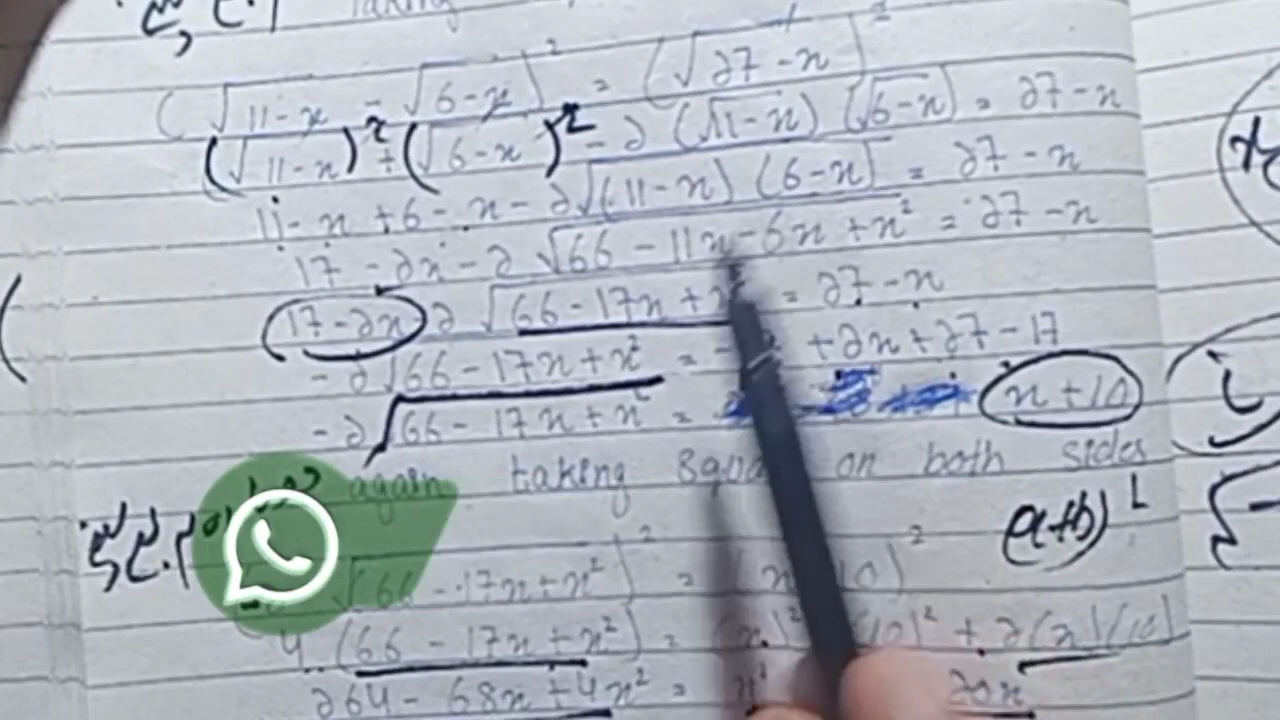 taking
(√11-x - √6-x)² = (√27-x)²
(√11-x)² + (√6-x)² - 2(√11-x)(√6-x) = 27-x
11-x+6-x-2√(11-x)(6-x) = 27-x
17-2x-2√66-11x-6x+x² = 27-x
17-2x 2√66-17x+x = 27-x
-2√66-17x+x² = - +2x+27-17
-2√66-17x+x² = x+10
again taking on both sides
(a+b)²
√66-17x+x²)² = (x 10)²
4(66-17x+x²) = (x)² (10)² + 2(x)(10)
264-68x+4x² = x² 20x